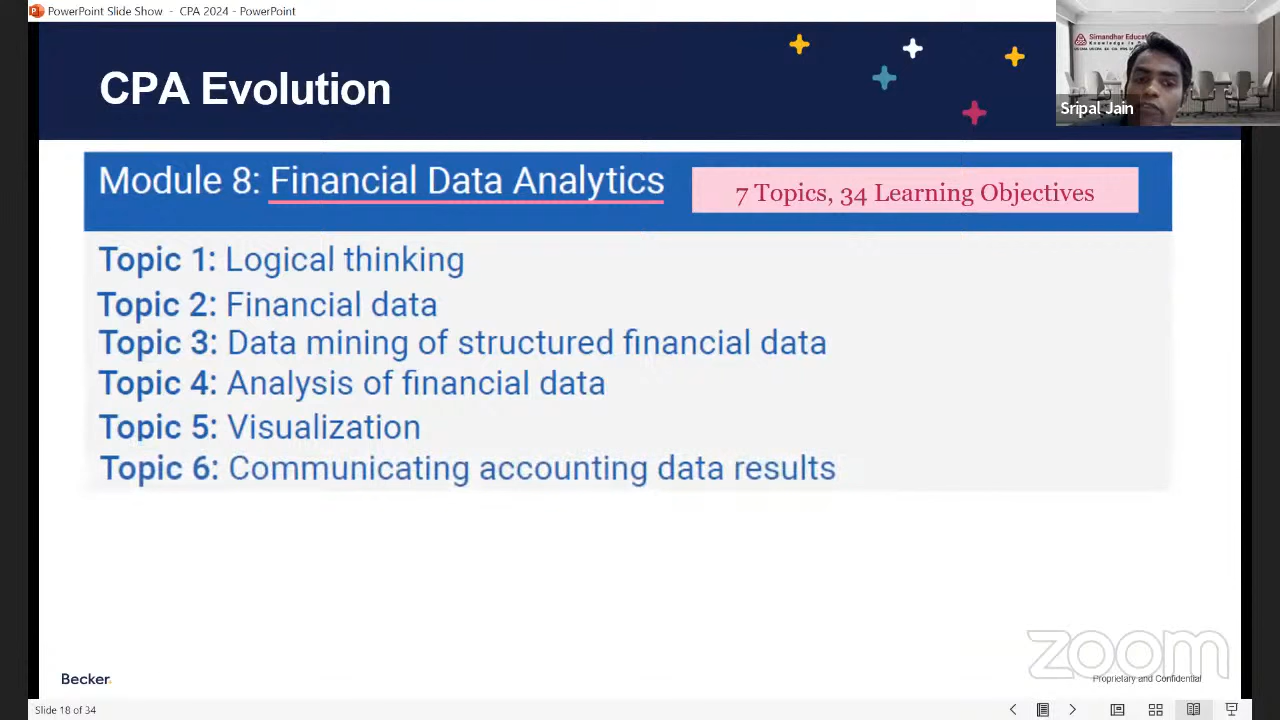 PowerPoint Slide Show - CPA 2024 - PowerPoint
CPA Evolution
Simandhar Educat
Sripal Jain
Module 8: Financial Data Analytics
7 Topics, 34 Learning Objectives
Topic 1: Logical thinking
Topic 2: Financial data
Topic 3: Data mining of structured financial data
Topic 4: Analysis of financial data
Topic 5: Visualization
Topic 6: Communicating accounting data results
zoom
Becker.
Proprietary and Confidential
Slide 18 of 34